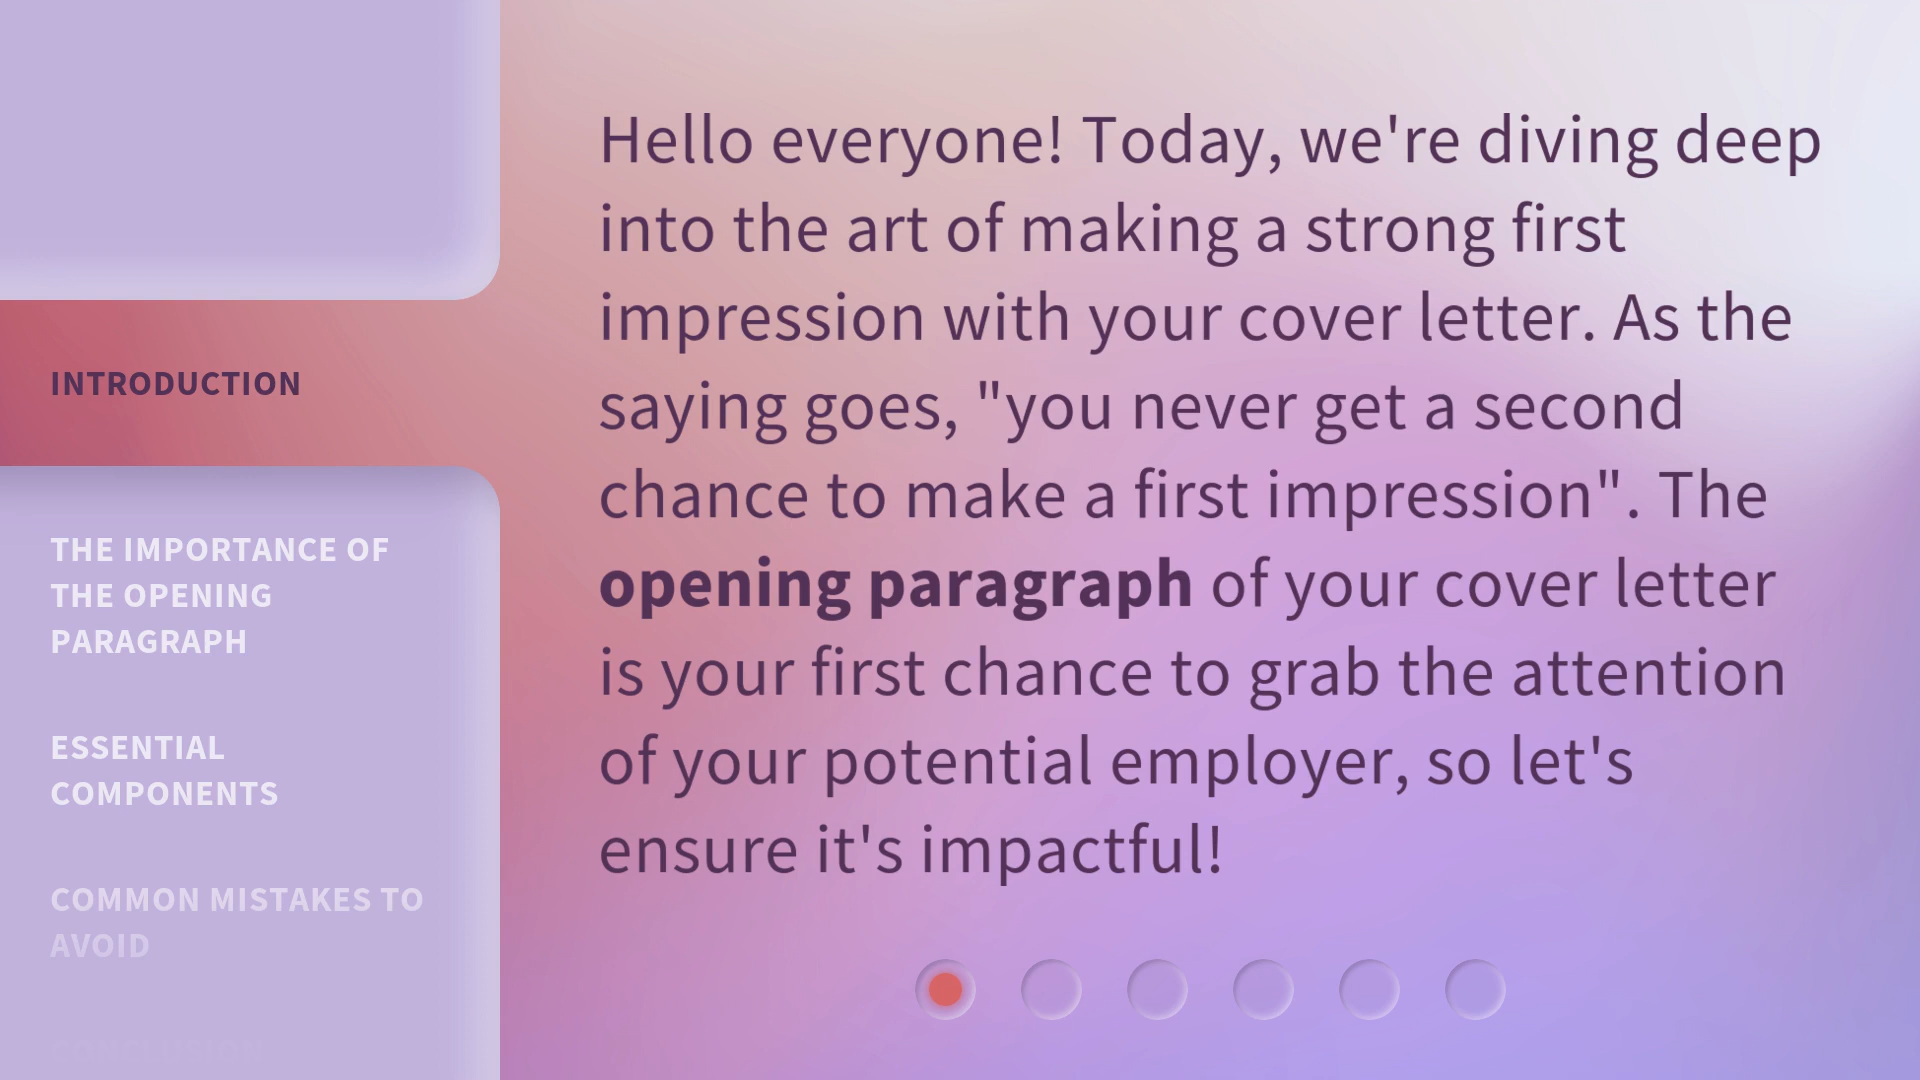 INTRODUCTION
THE IMPORTANCE OF
THE OPENING
PARAGRAPH
ESSENTIAL
COMPONENTS
COMMON MISTAKES TO
AVOID
CONCLUSION
Hello everyone! Today, we're diving deep
into the art of making a strong first
impression with your cover letter. As the
saying goes, "you never get a second
chance to make a first impression". The
opening paragraph of your cover letter
is your first chance to grab the attention
of your potential employer, so let's
ensure it's impactful!